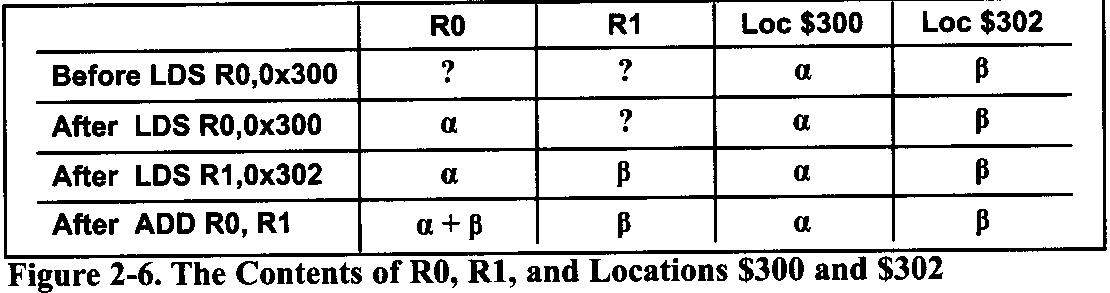 R0 R1 Loc $300 Loc $302
Before LDS R0,0x300 ? ? α β
After LDS R0,0x300 α ? α β
After LDS R1,0x302 α β α β
After ADD R0, R1 α + β β α β
Figure 2-6. The Contents of R0, R1, and Locations $300 and $302